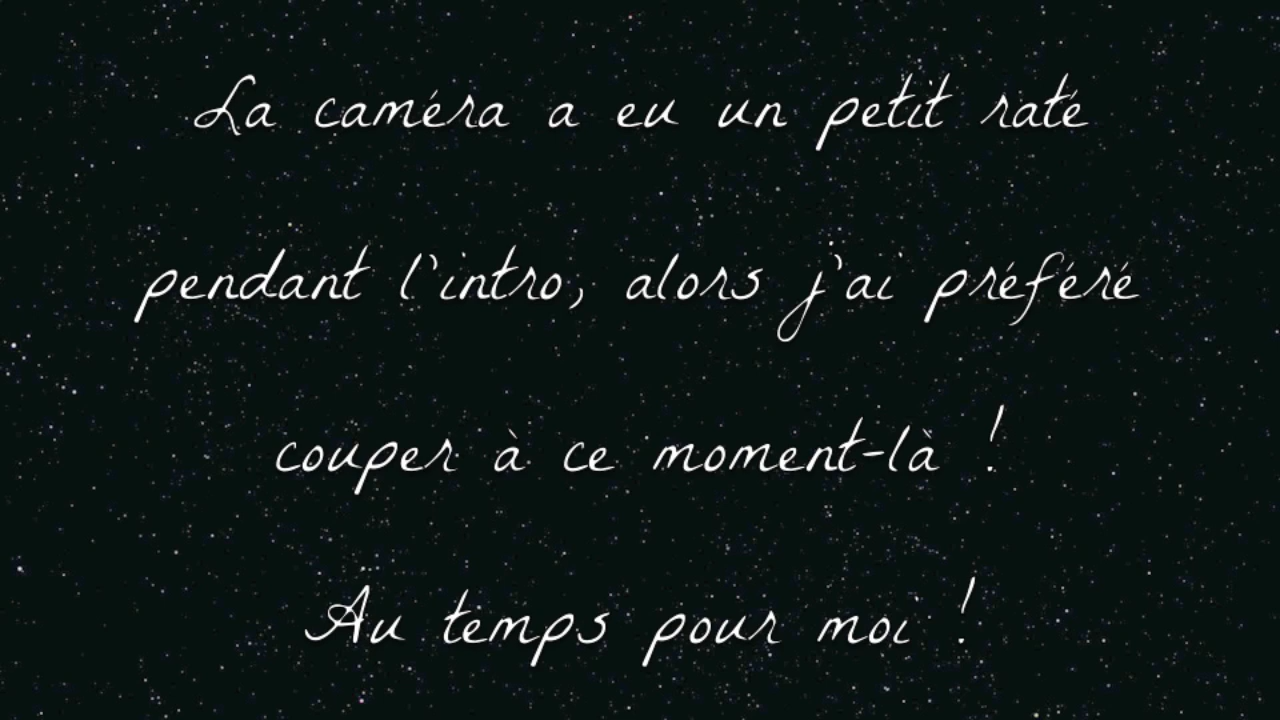 La caméra a eu un petit raté
pendant l'intro, alors j'ai préféré
couper à ce moment-là !
Au temps pour moi !